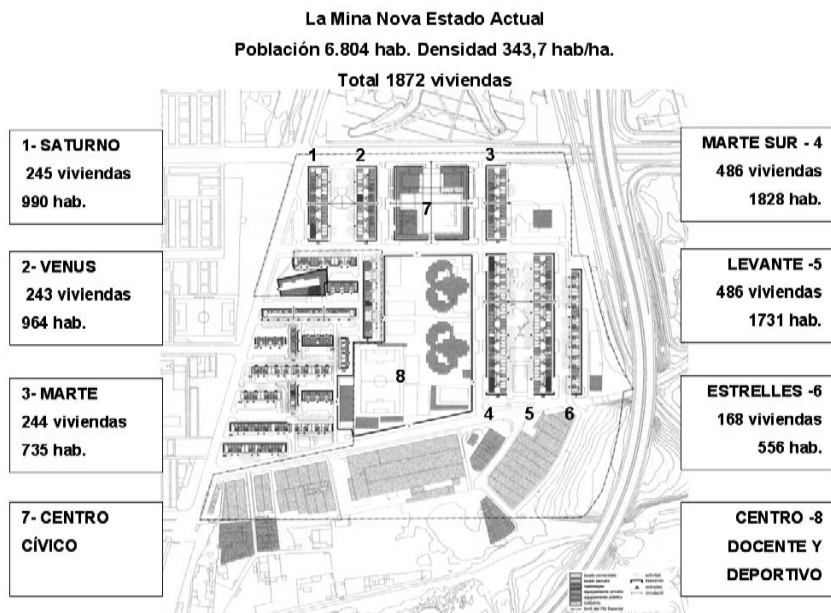 La Mina Nova Estado Actual
Población 6.804 hab. Densidad 343,7 hab/ha.
Total 1872 viviendas
1- SATURNO
245 viviendas
990 hab.
2- VENUS
243 viviendas
964 hab.
3- MARTE
244 viviendas
735 hab.
7- CENTRO
CÍVICO
1
2
3
7
8
4
5
6
MARTE SUR - 4
486 viviendas
1828 hab.
LEVANTE -5
486 viviendas
1731 hab.
ESTRELLES -6
168 viviendas
556 hab.
CENTRO -8
DOCENTE Y
DEPORTIVO